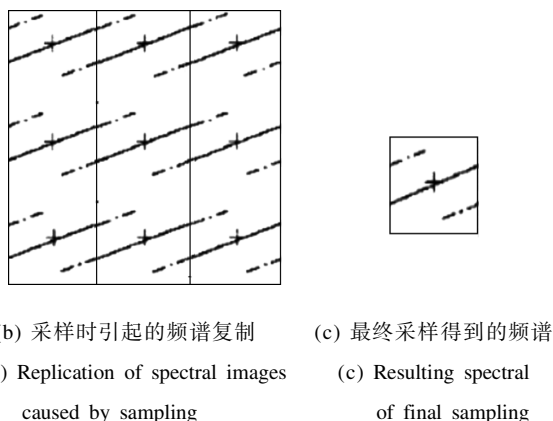 b) 采样时引起的频谱复制
(c) 最终采样得到的频谱
) Replication of spectral images
caused by sampling
(c) Resulting spectral
of final sampling